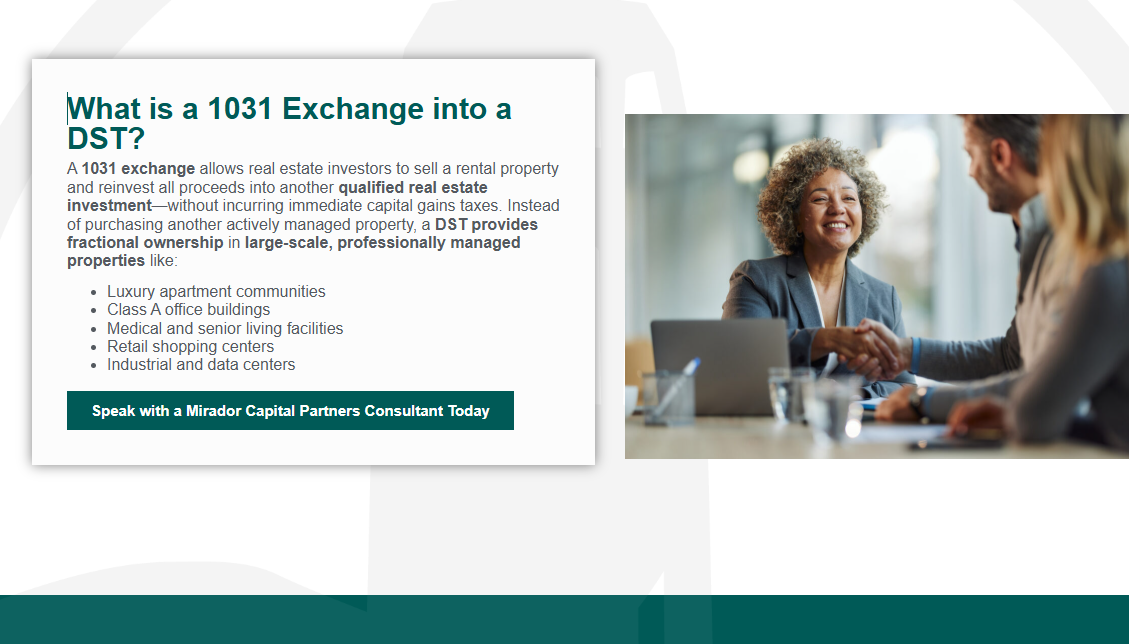 What is a 1031 Exchange into a
DST?
A 1031 exchange allows real estate investors to sell a rental property
and reinvest all proceeds into another qualified real estate
investment—without incurring immediate capital gains taxes. Instead
of purchasing another actively managed property, a DST provides
fractional ownership in large-scale, professionally managed
properties like:
• Luxury apartment communities
• Class A office buildings
• Medical and senior living facilities
• Retail shopping centers
• Industrial and data centers
Speak with a Mirador Capital Partners Consultant Today